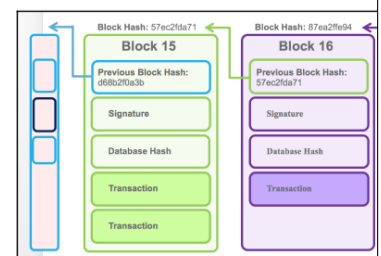 Block Hash: 57ec2fda71
Block 15
Previous Block Hash:
d68b2f0a3b
Signature
Database Hash
Transaction
Transaction
Block Hash: 87ea2ffe94
Block 16
Previous Block Hash:
57ec2fda71
Signature
Database Hash
Transaction